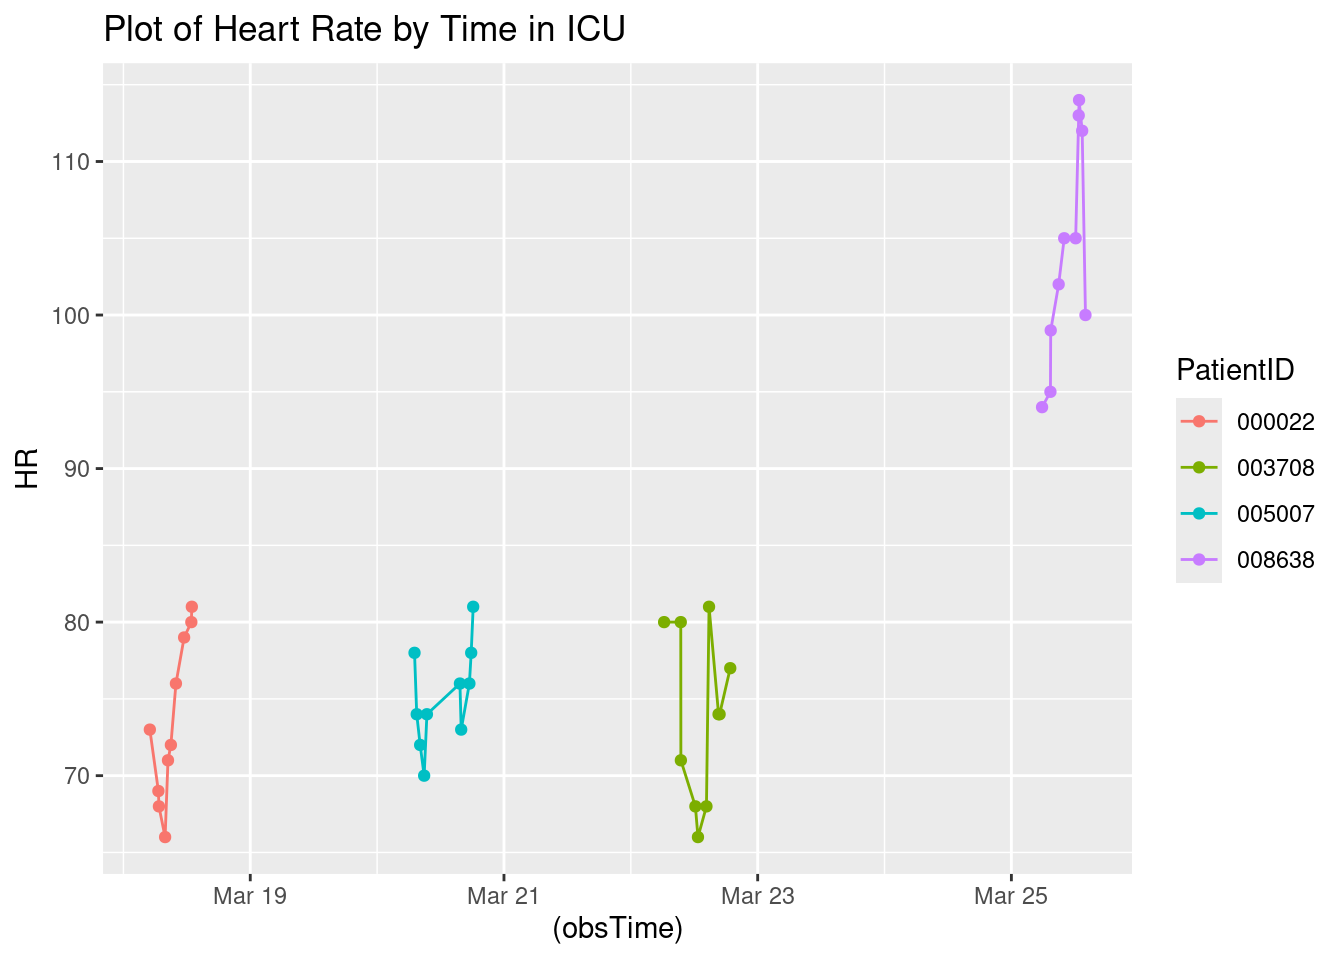 Plot of Heart Rate by Time in ICU
110
100
90
80
70
HR
Mar 19
Mar 21
Mar 23
Mar 25
(obsTime)
PatientID
000022
003708
005007
008638